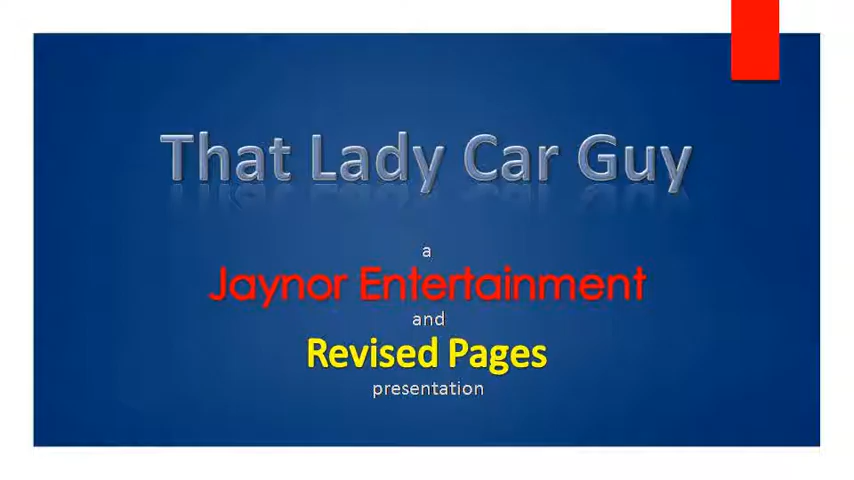 That Lady Car Guy
a
Jaynor Entertainment
and
Revised Pages
presentation